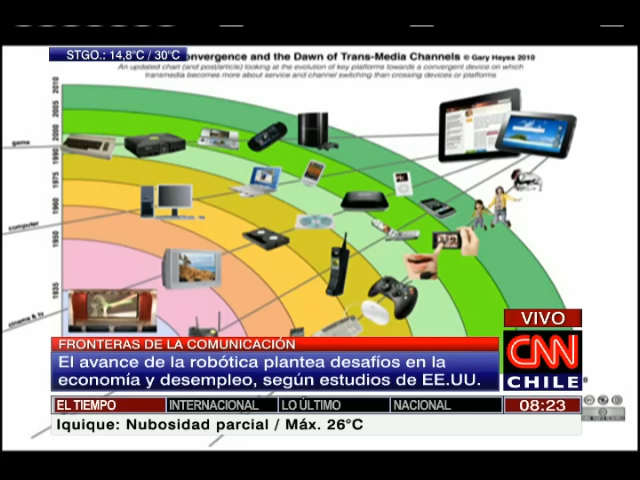 STGO.: 14,8°C / 30°C
onvergence and the Dawn of Trans-Media Channels © Gary Hayes 2010
An updated chart (and post/article) looking at the evolution of key platforms towards a convergent device on which
transmedia becomes more about service and channel switching than crossing devices or platforms
2010
2005
2000
1990
1975
1960
1950
1935
game
computer
cinema & tv
VIVO
CNN
CHILE
FRONTERAS DE LA COMUNICACIÓN
El avance de la robótica plantea desafíos en la
economía y desempleo, según estudios de EE.UU.
EL TIEMPO
INTERNACIONAL
LO ÚLTIMO
NACIONAL
08:23
Iquique: Nubosidad parcial / Máx. 26°C